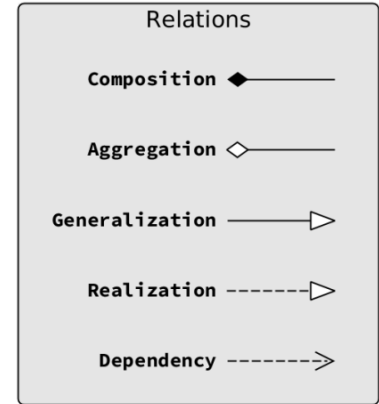 Relations
Composition
Aggregation
Generalization
Realization
Dependency